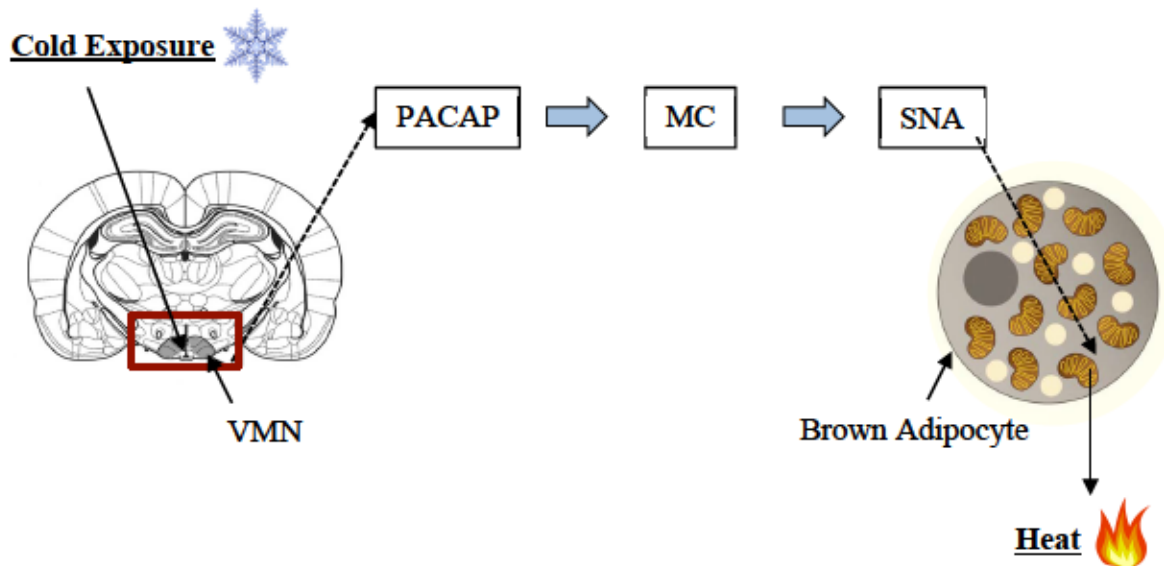 Cold Exposure
PACAP
MC
SNA
VMN
Brown Adipocyte
Heat